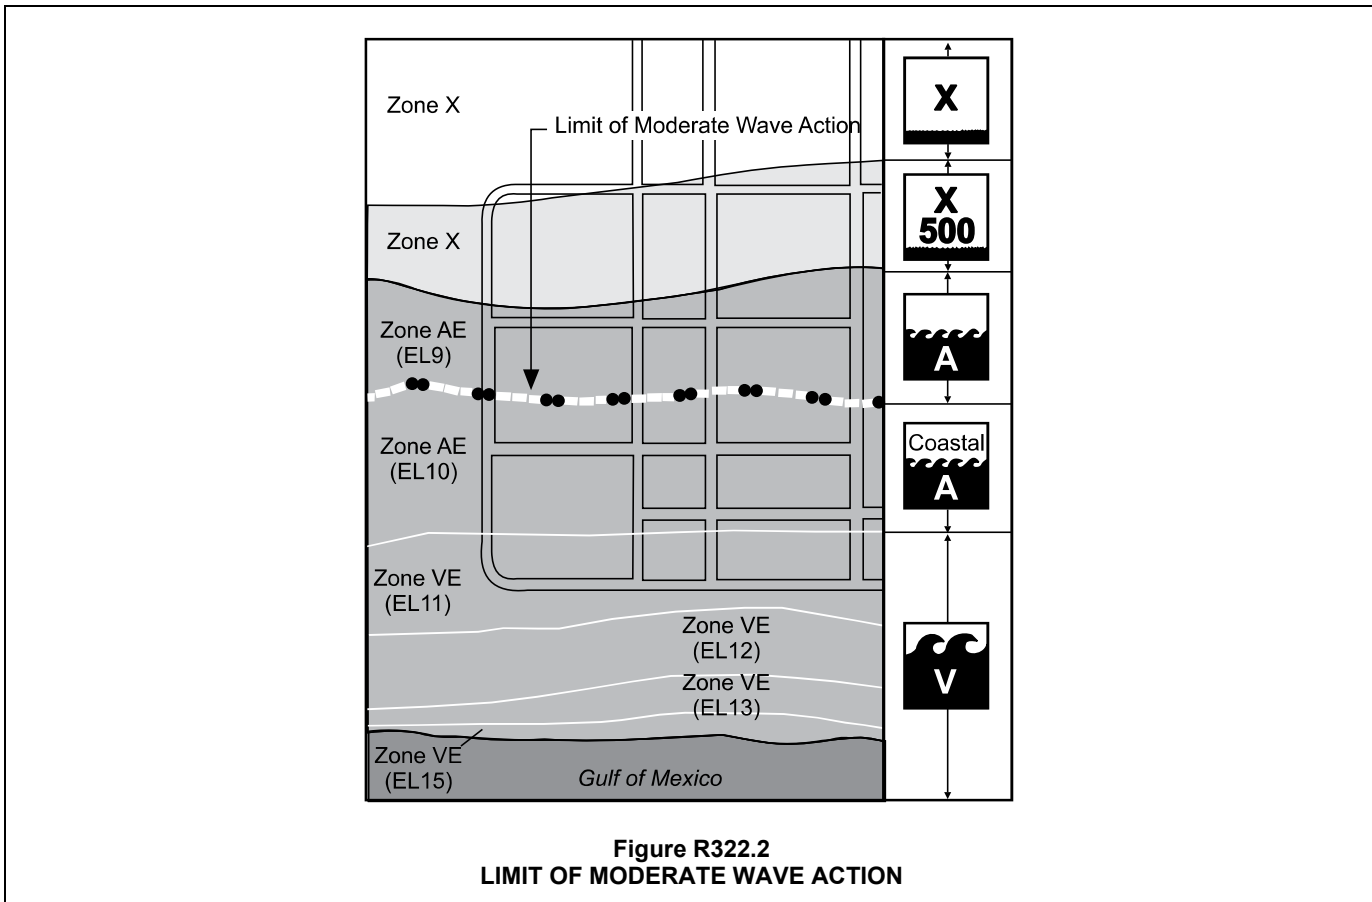 Zone X
Limit of Moderate Wave Action
Zone X
Zone AE
(EL9)
Zone AE
(EL10)
Zone VE
(EL11)
Zone VE
(EL12)
Zone VE
(EL13)
Zone VE
(EL15)
Gulf of Mexico
X
X
500
A
Coastal
A
V
Figure R322.2
LIMIT OF MODERATE WAVE ACTION